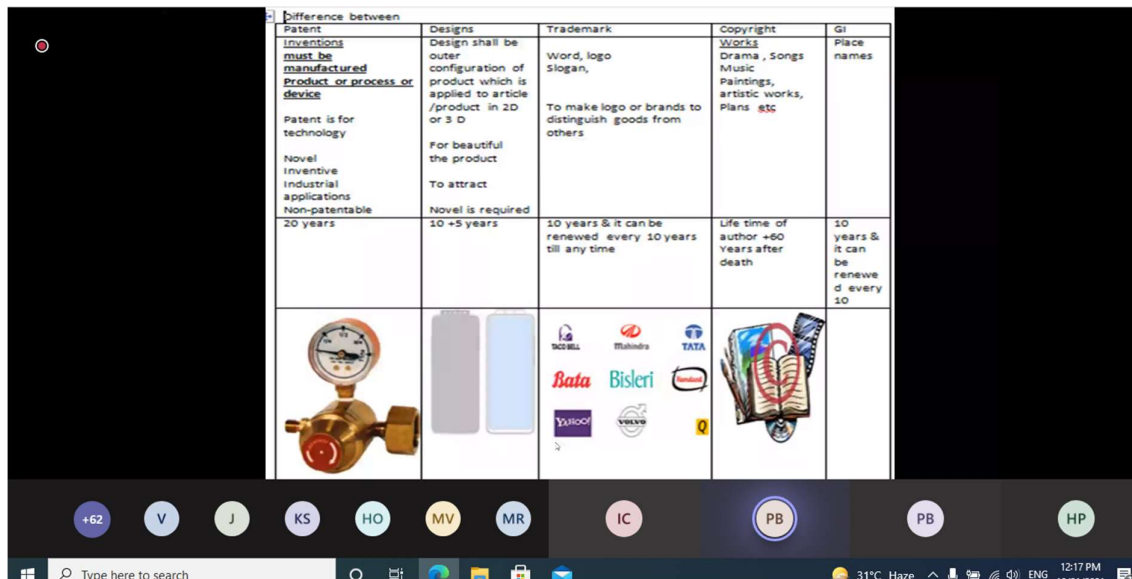 Difference between
Patent
Inventions
must be
manufactured
Product or process or
device
Patent is for
technology
Novel
Inventive
Industrial
applications
Non-patentable
Designs
Design shall be
outer
configuration of
product which is
applied to article
/product in 2D
or 3 D
For beautiful
the product
To attract
Novel is required
Trademark
Word, logo
Slogan,
To make logo or brands to
distinguish goods from
others
Copyright
Works
Drama , Songs
Music
Paintings,
artistic works,
Plans etc
GI
Place
names
20 years
10 +5 years
10 years & it can be
renewed every 10 years
till any time
Life time of
author +60
Years after
death
10
years &
it can
be
renewe
d every
10
TACO BELL
Mahindra
TATA
Bata
Bisleri
YAHOO!
VOLVO
Q
C
+62
V
J
KS
HO
MV
MR
IC
PB
PB
HP
Type here to search
31°C Haze
ENG
12:17 PM